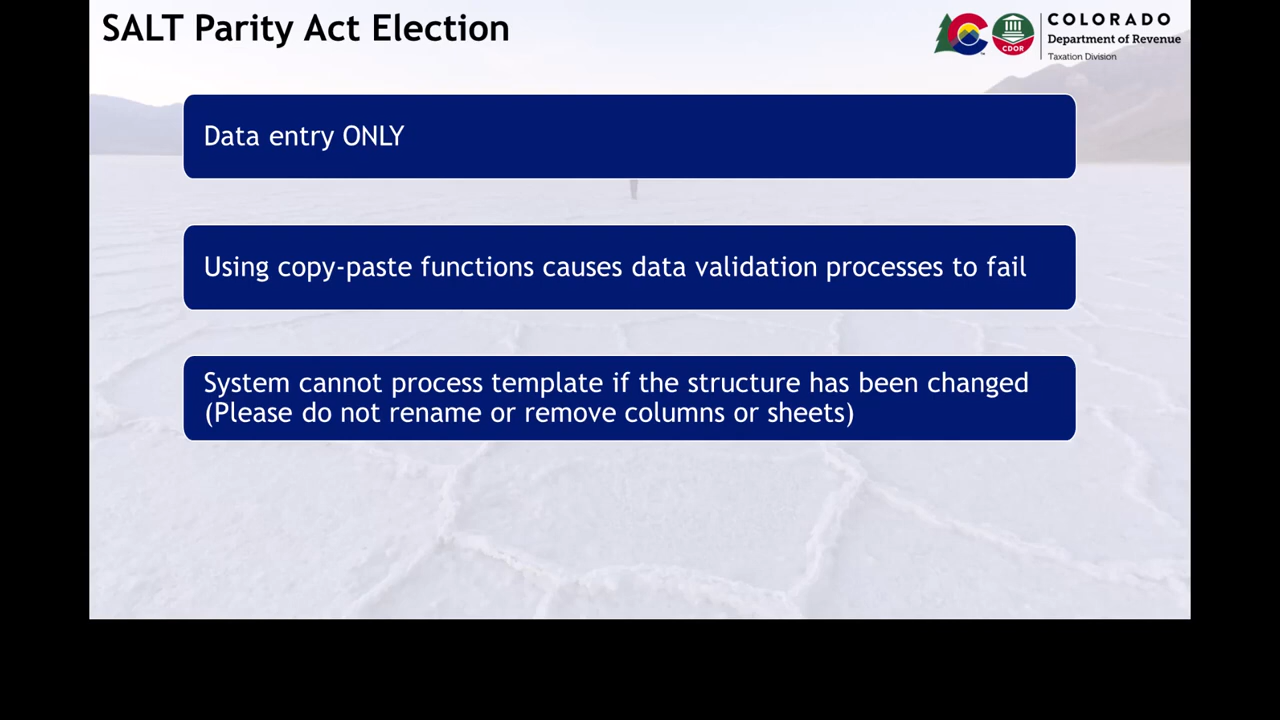 SALT Parity Act Election
COLORADO
Department of Revenue
Taxation Division
CDOR
Data entry ONLY
Using copy-paste functions causes data validation processes to fail
System cannot process template if the structure has been changed
(Please do not rename or remove columns or sheets)